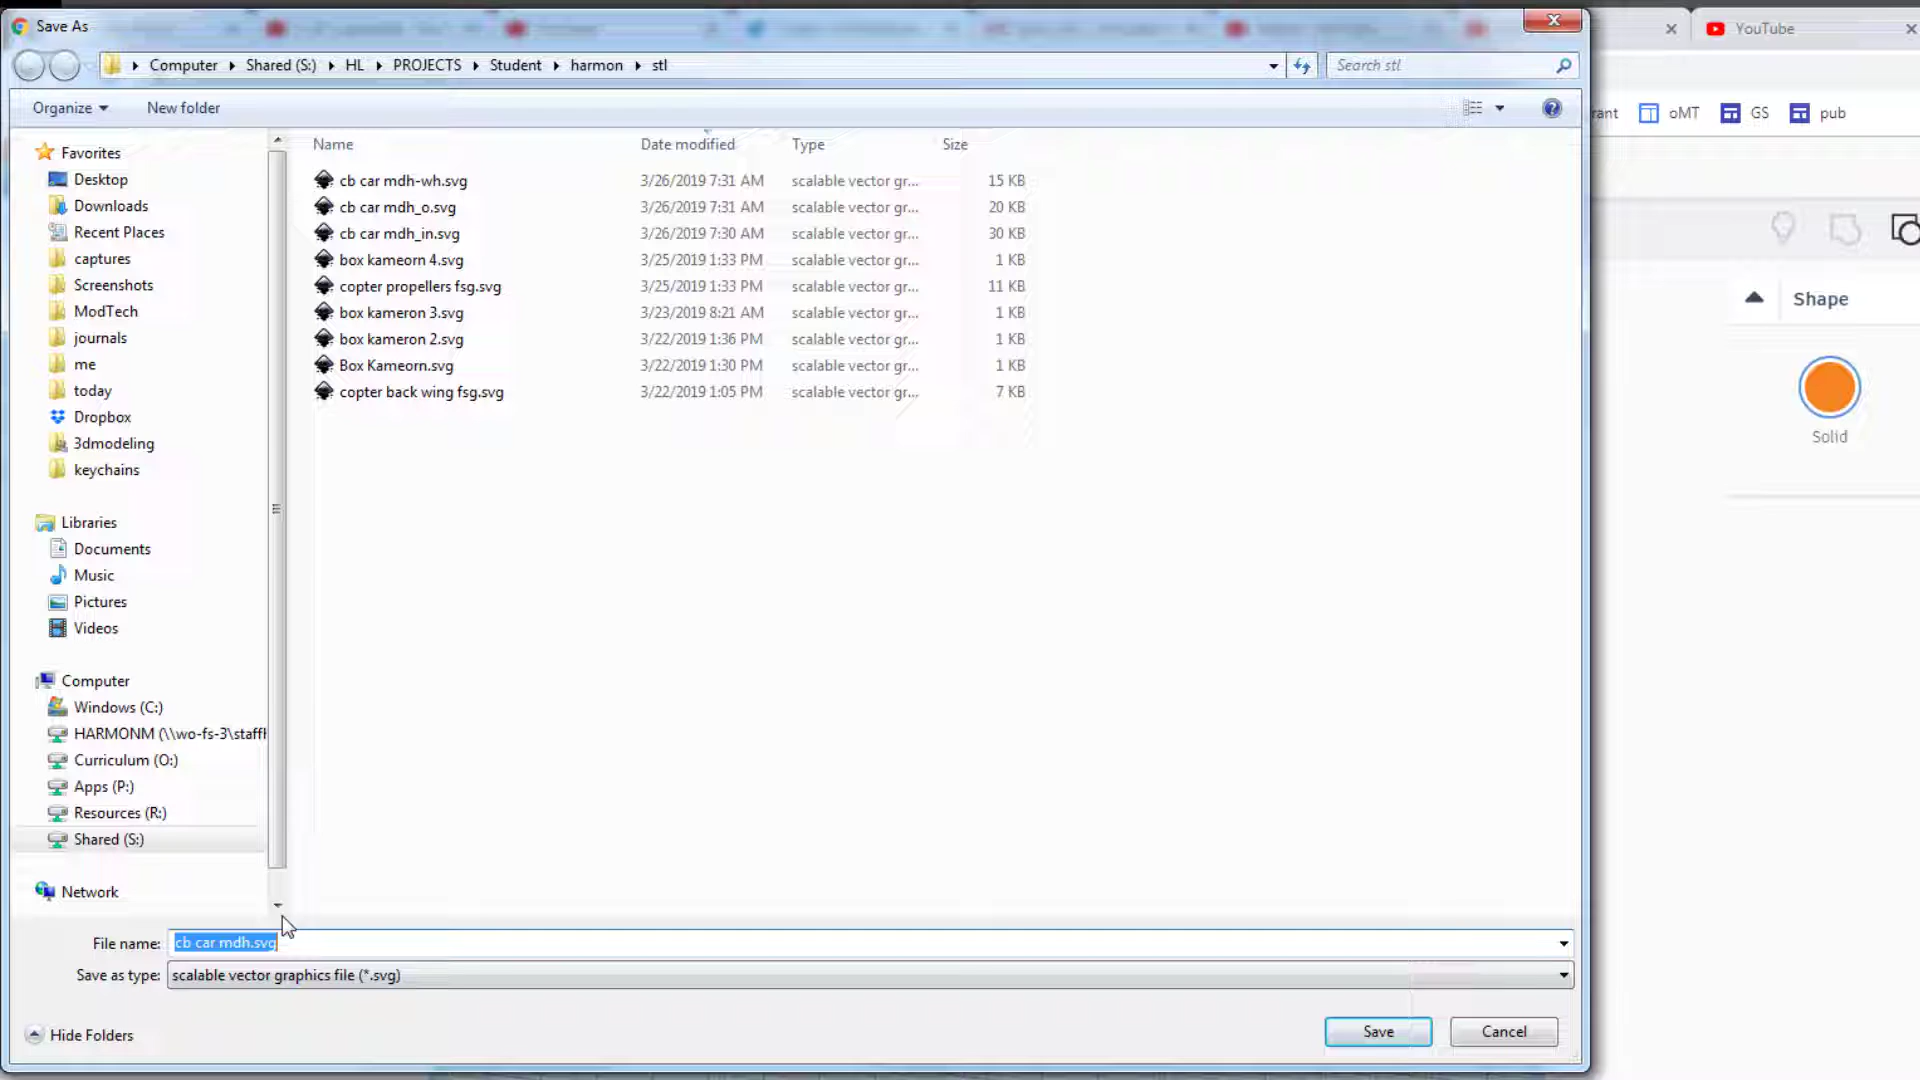 Save As
YouTube
Computer Shared (S:) HL PROJECTS Student harmon stl
Search stl
Organize New folder
rant oMT GS pub
Name Date modified Type Size
Favorites
Desktop
Downloads
Recent Places
captures
Screenshots
ModTech
journals
me
today
Dropbox
3dmodeling
keychains
Libraries
Documents
Music
Pictures
Videos
Computer
Windows (C:)
HARMONM (\\wo-fs-3\staffH
Curriculum (O:)
Apps (P:)
Resources (R:)
Shared (S:)
Network
cb car mdh-wh.svg 3/26/2019 7:31 AM scalable vector gr... 15 KB
cb car mdh_o.svg 3/26/2019 7:31 AM scalable vector gr... 20 KB
cb car mdh_in.svg 3/26/2019 7:30 AM scalable vector gr... 30 KB
box kameorn 4.svg 3/25/2019 1:33 PM scalable vector gr... 1 KB
copter propellers fsg.svg 3/25/2019 1:33 PM scalable vector gr... 11 KB
box kameron 3.svg 3/23/2019 8:21 AM scalable vector gr... 1 KB
box kameron 2.svg 3/22/2019 1:36 PM scalable vector gr... 1 KB
Box Kameorn.svg 3/22/2019 1:30 PM scalable vector gr... 1 KB
copter back wing fsg.svg 3/22/2019 1:05 PM scalable vector gr... 7 KB
Shape
Solid
File name: cb car mdh.svg
Save as type: scalable vector graphics file (*.svg)
Hide Folders
Save Cancel